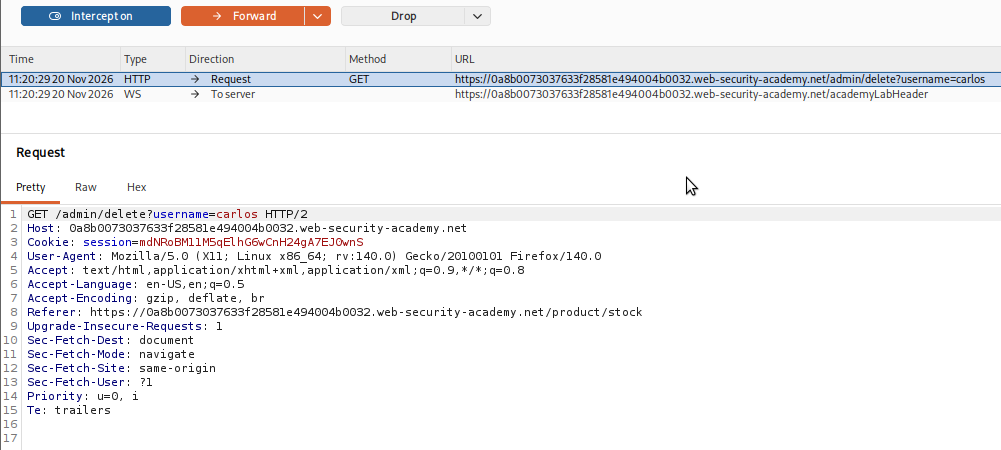 Intercept on
Forward
Drop
Time Type Direction Method URL
11:20:29 20 Nov 2026 HTTP → Request GET https://0a8b0073037633f28581e494004b0032.web-security-academy.net/admin/delete?username=carlos
11:20:29 20 Nov 2026 WS → To server https://0a8b0073037633f28581e494004b0032.web-security-academy.net/academyLabHeader
Request
Pretty Raw Hex
1 GET /admin/delete?username=carlos HTTP/2
2 Host: 0a8b0073037633f28581e494004b0032.web-security-academy.net
3 Cookie: session=mdNRoBM11M5qElhG6wCnH24gA7EJ0wnS
4 User-Agent: Mozilla/5.0 (X11; Linux x86_64; rv:140.0) Gecko/20100101 Firefox/140.0
5 Accept: text/html,application/xhtml+xml,application/xml;q=0.9,*/*;q=0.8
6 Accept-Language: en-US,en;q=0.5
7 Accept-Encoding: gzip, deflate, br
8 Referer: https://0a8b0073037633f28581e494004b0032.web-security-academy.net/product/stock
9 Upgrade-Insecure-Requests: 1
10 Sec-Fetch-Dest: document
11 Sec-Fetch-Mode: navigate
12 Sec-Fetch-Site: same-origin
13 Sec-Fetch-User: ?1
14 Priority: u=0, i
15 Te: trailers
16
17